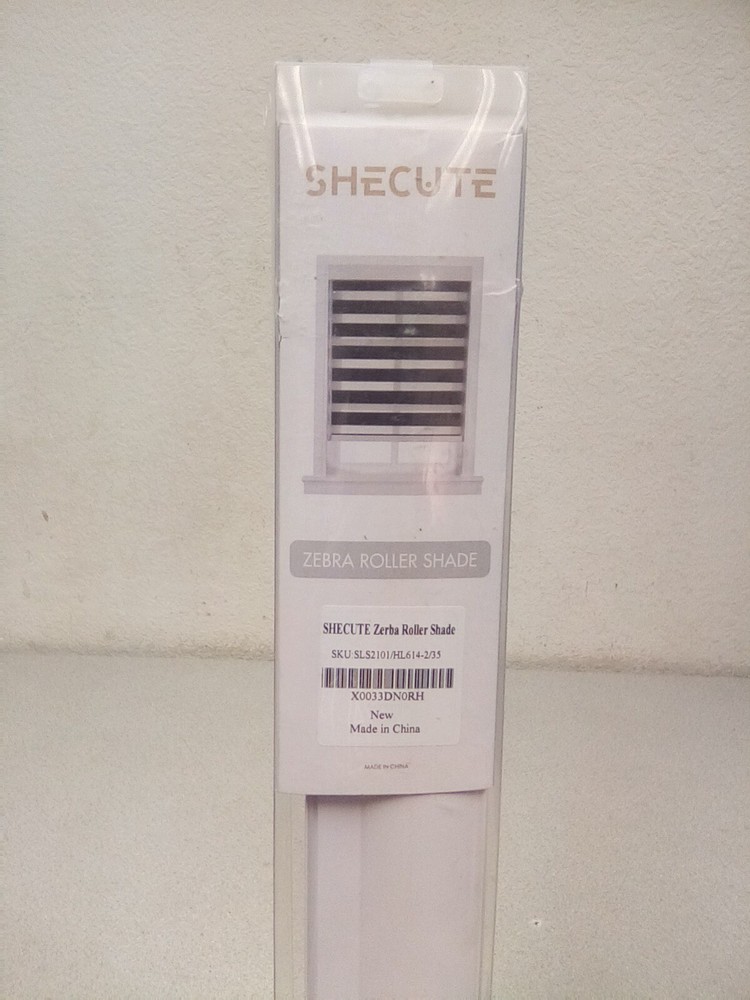 SHECUTE
ZEBRA ROLLER SHADE
SHECUTE Zerba Roller Shade
SKU SLS2101/HL614-2/35
X0033DN0RH
New
Made in China
MADE IN CHINA